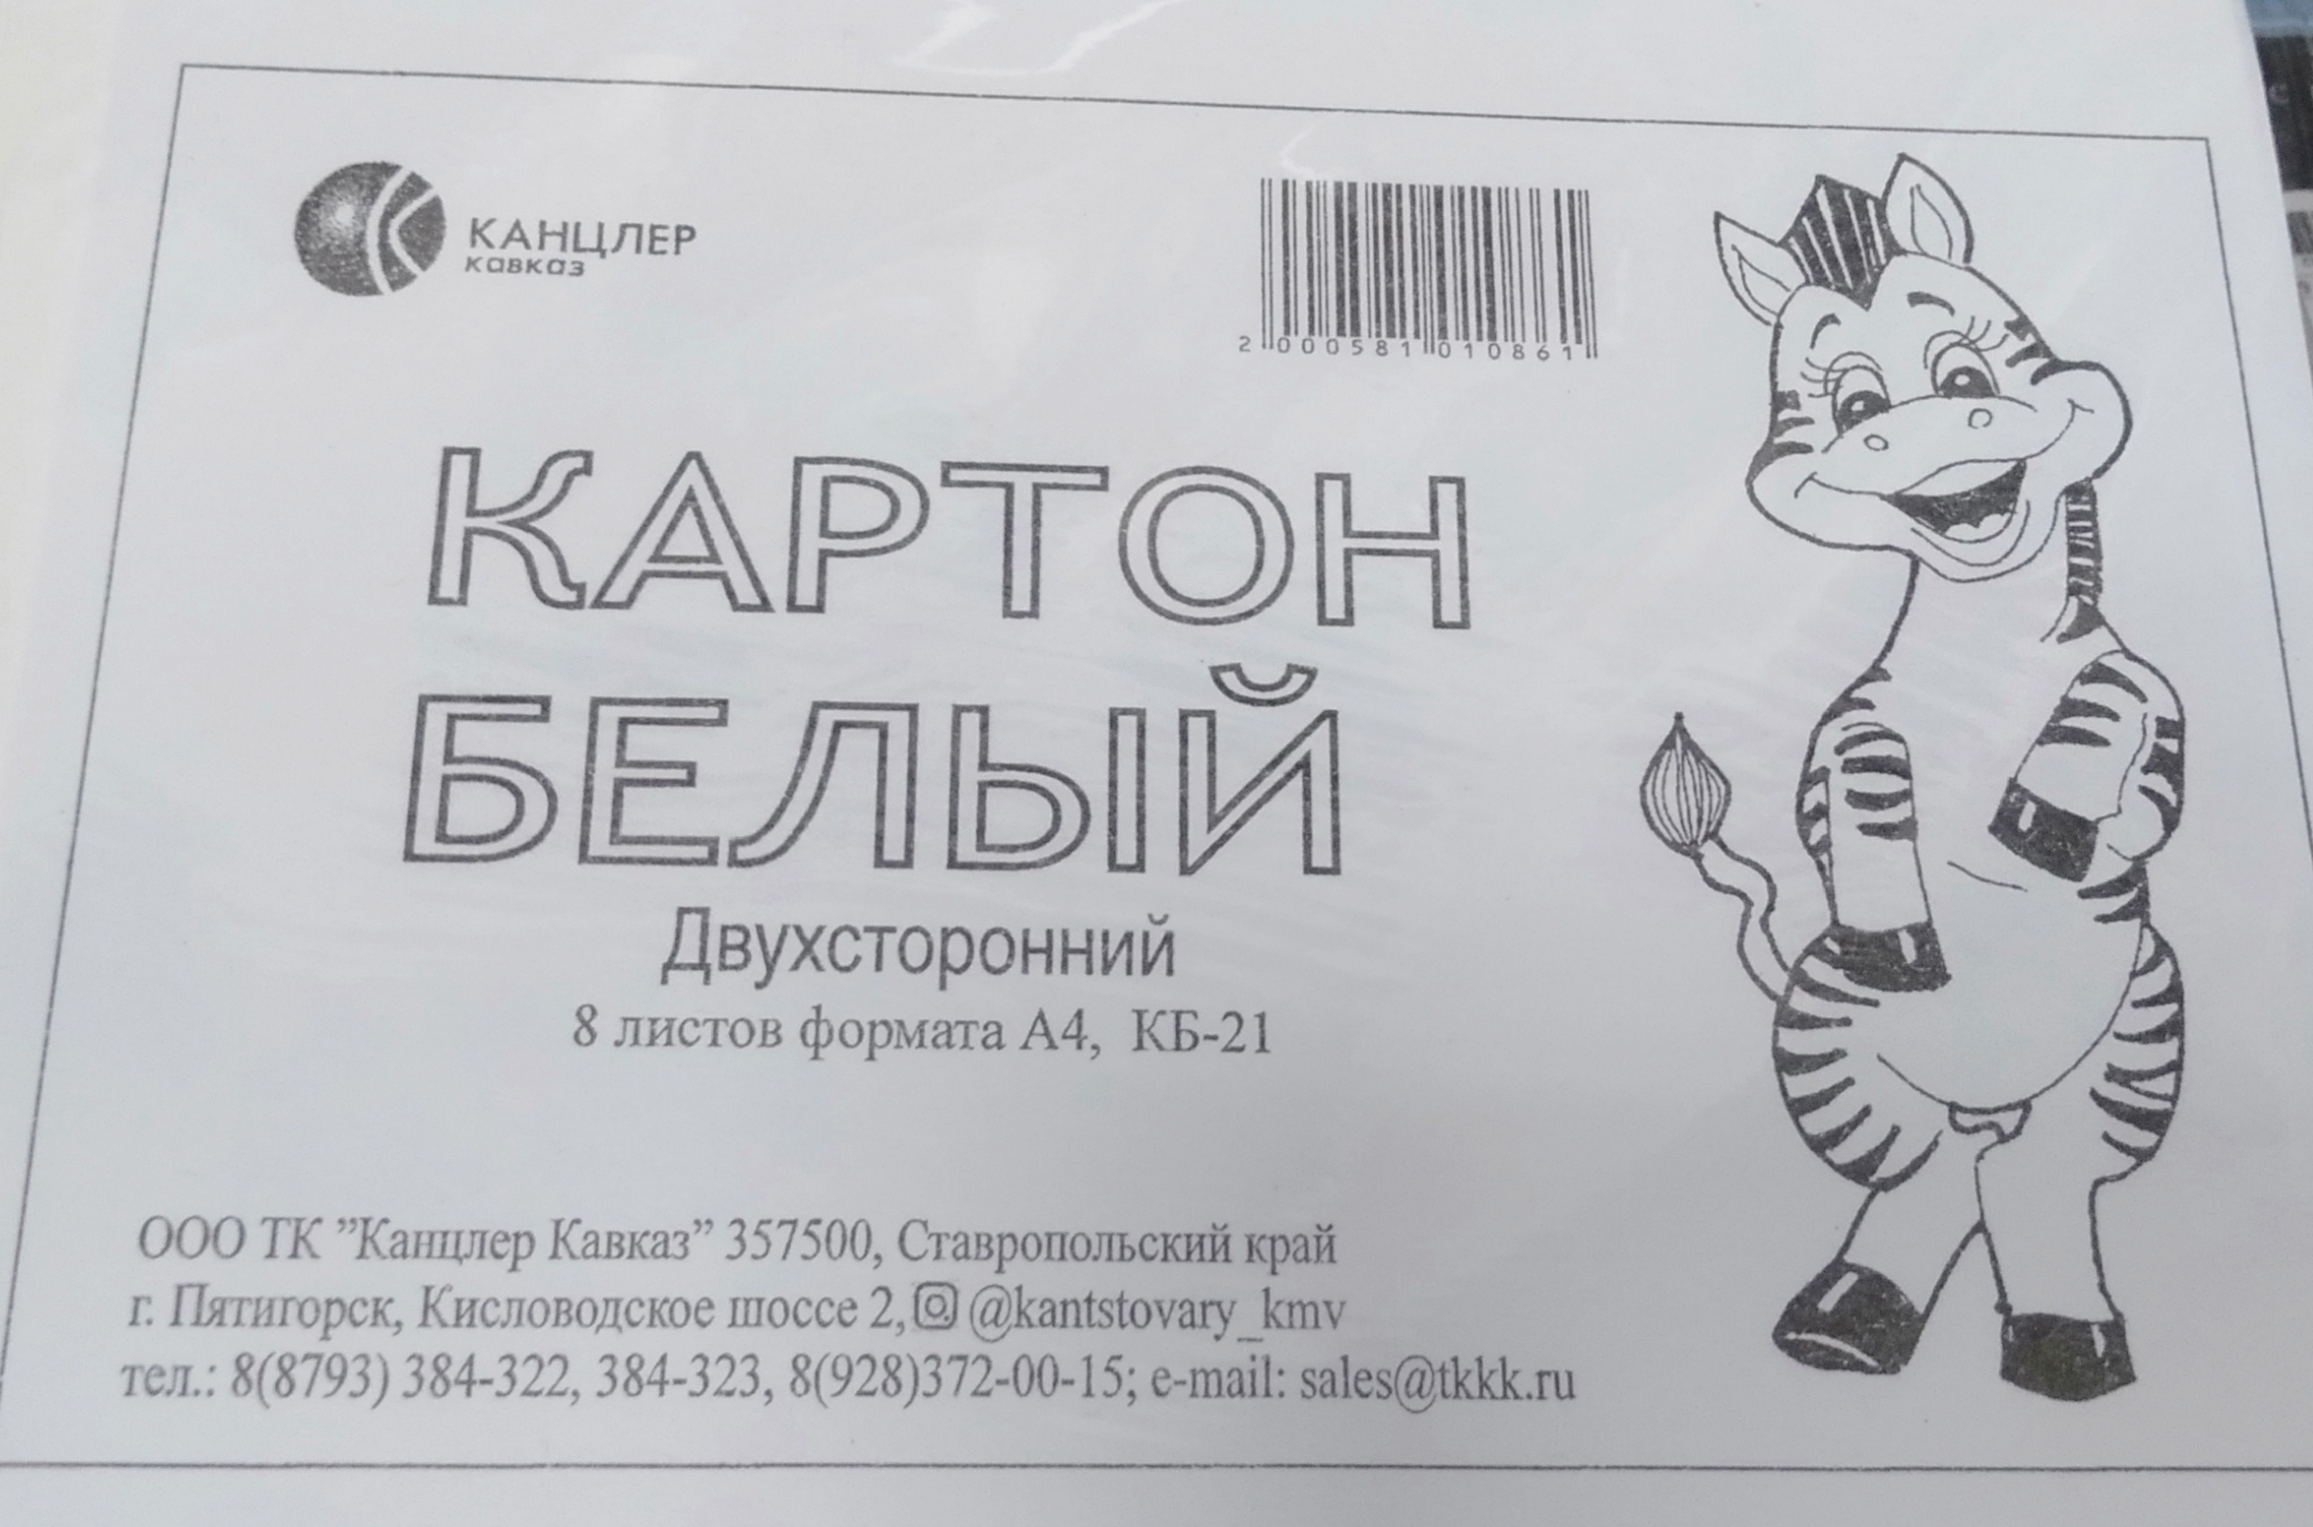 КАНЦЛЕР
кавказ
2 000581 010861
КАРТОН
БЕЛЫЙ
Двухсторонний
8 листов формата А4, КБ-21
ООО ТК ”Канцлер Кавказ” 357500, Ставропольский край
г. Пятигорск, Кисловодское шоссе 2, @kantstovary_kmv
тел.: 8(8793) 384-322, 384-323, 8(928)372-00-15; e-mail: sales@tkkk.ru